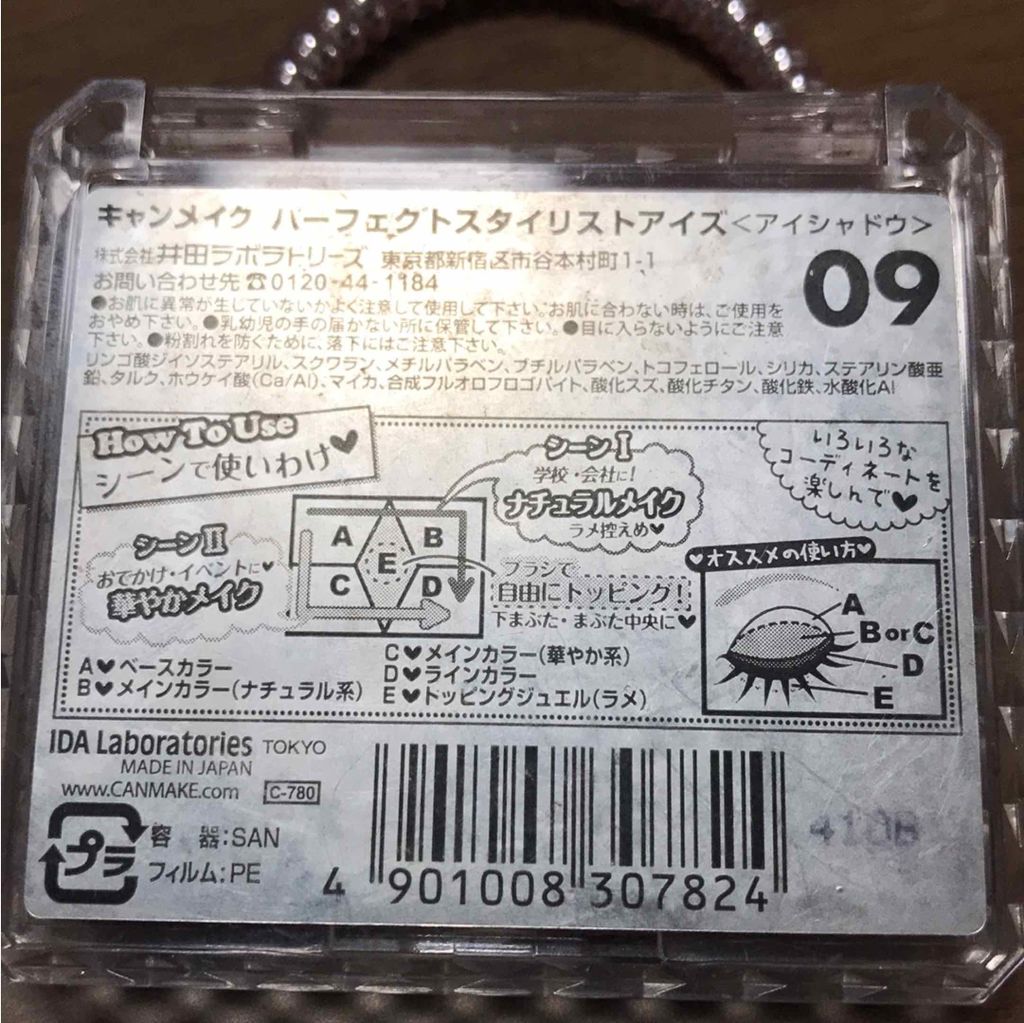 キャンメイク パーフェクトスタイリストアイズ<アイシャドウ>
株式会社 井田ラボラトリーズ 東京都新宿区市谷本村町1-1
お問い合わせ先☎0120-44-1184
09
●お肌に異常が生じていないかよく注意して使用して下さい。お肌に合わない時は、ご使用を
おやめ下さい。●乳幼児の手の届かない所に保管して下さい。●目に入らないようにご注意
下さい。●粉割れを防ぐために、落下にはご注意下さい。
リンゴ酸ジイソステアリル、スクワラン、メチルパラベン、ブチルパラベン、トコフェロール、シリカ、ステアリン酸亜
鉛、タルク、ホウケイ酸(Ca/Al)、マイカ、合成フルオロフロゴパイト、酸化スズ、酸化チタン、酸化鉄、水酸化Al
How To Use
シーンで使いわけ♥
シーンⅠ
学校・会社に!
ナチュラルメイク
ラメ控えめ♥
いろいろな
コーディネートを
楽しんで♥
シーンⅡ
おでかけ・イベントに♥
華やかメイク
A
B
C
D
E
ブラシで
自由にトッピング!
下まぶた・まぶた中央に♥
♥オススメの使い方♥
A
B or C
D
E
A♥ベースカラー
B♥メインカラー(ナチュラル系)
C♥メインカラー(華やか系)
D♥ラインカラー
E♥トッピングジュエル(ラメ)
IDA Laboratories TOKYO
MADE IN JAPAN
www.CANMAKE.com C-780
プラ
容 器:SAN
フィルム:PE
4 901008 307824